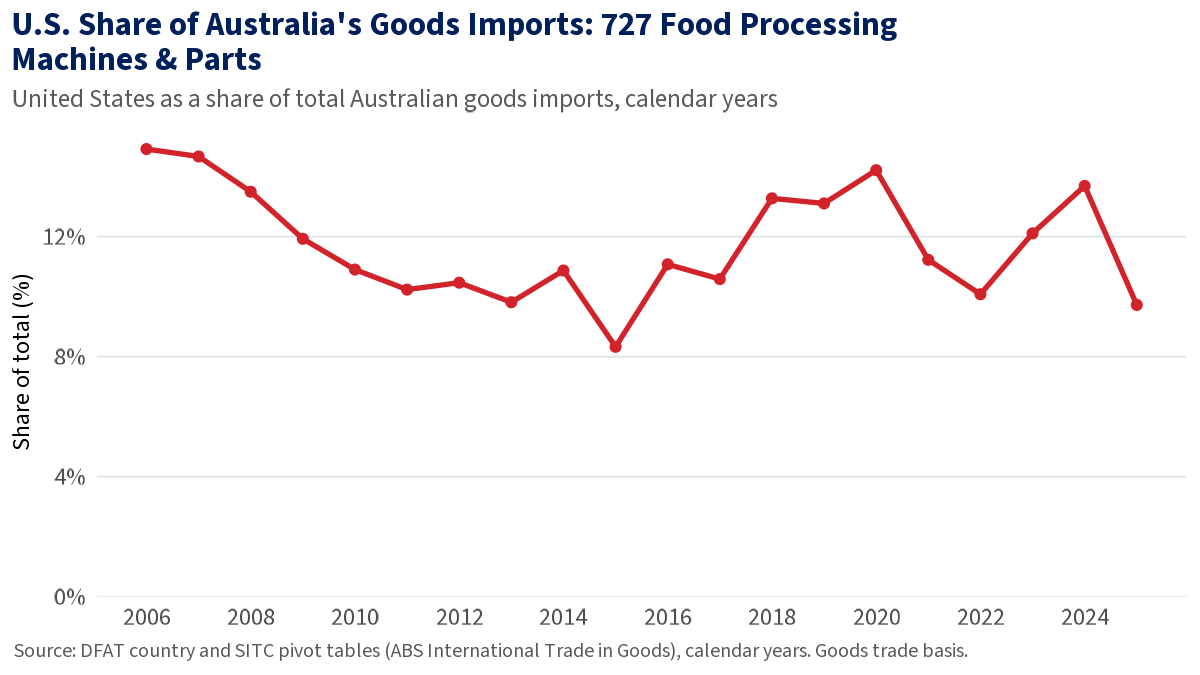 U.S. Share of Australia's Goods Imports: 727 Food Processing
Machines & Parts
United States as a share of total Australian goods imports, calendar years
Share of total (%)
12%
8%
4%
0%
2006 2008 2010 2012 2014 2016 2018 2020 2022 2024
Source: DFAT country and SITC pivot tables (ABS International Trade in Goods), calendar years. Goods trade basis.